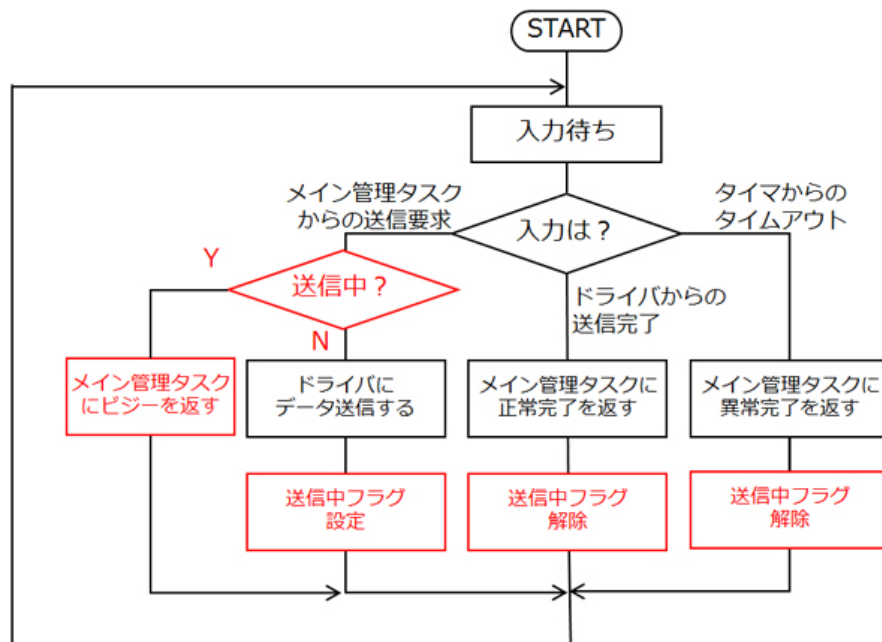 START
入力待ち
メイン管理タスク
からの送信要求
入力は？
タイマからの
タイムアウト
Y
送信中？
N
ドライバからの
送信完了
メイン管理タスク
にビジーを返す
ドライバに
データ送信する
メイン管理タスクに
正常完了を返す
メイン管理タスクに
異常完了を返す
送信中フラグ
設定
送信中フラグ
解除
送信中フラグ
解除